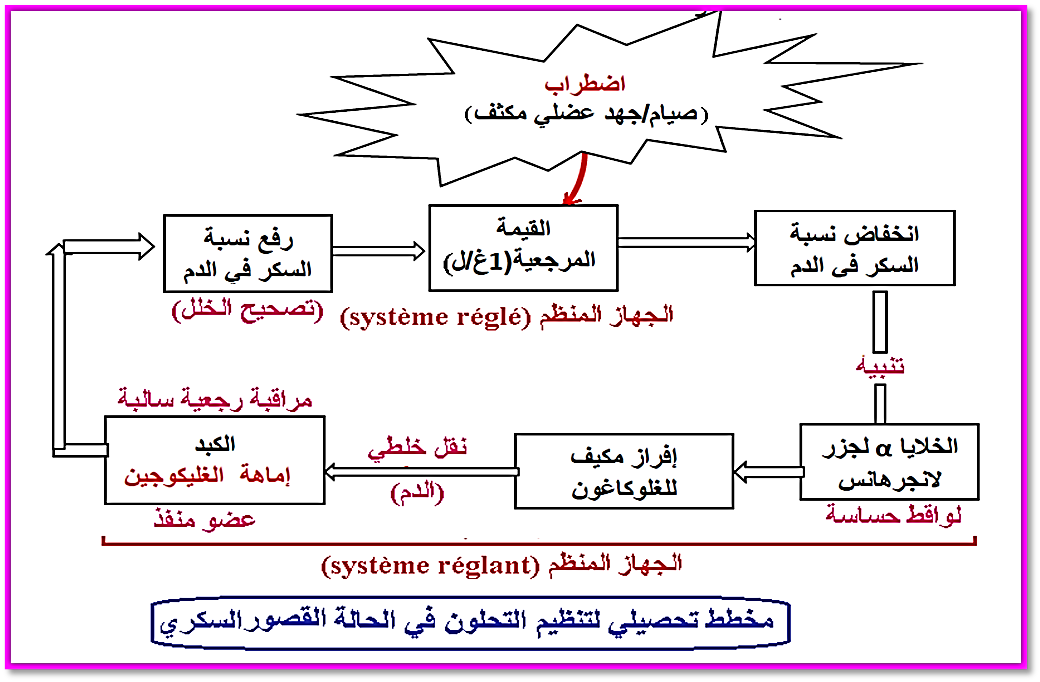 اضطراب
(صيام/جهد عضلي مكثف)
القيمة
المرجعية(1غ/ل)
الجهاز المنظم (système réglé)
انخفاض نسبة
السكر في الدم
تنبيه
الخلايا α لجزر
لانجرهانس
لواقط حساسة
إفراز مكيف
للغلوكاغون
نقل خلطي
(الدم)
مراقبة رجعية سالبة
الكبد
إماهة الغليكوجين
عضو منفذ
رفع نسبة
السكر في الدم
(تصحيح الخلل)
الجهاز المنظم (système réglant)
مخطط تحصيلي لتنظيم التحلون في الحالة القصور السكري